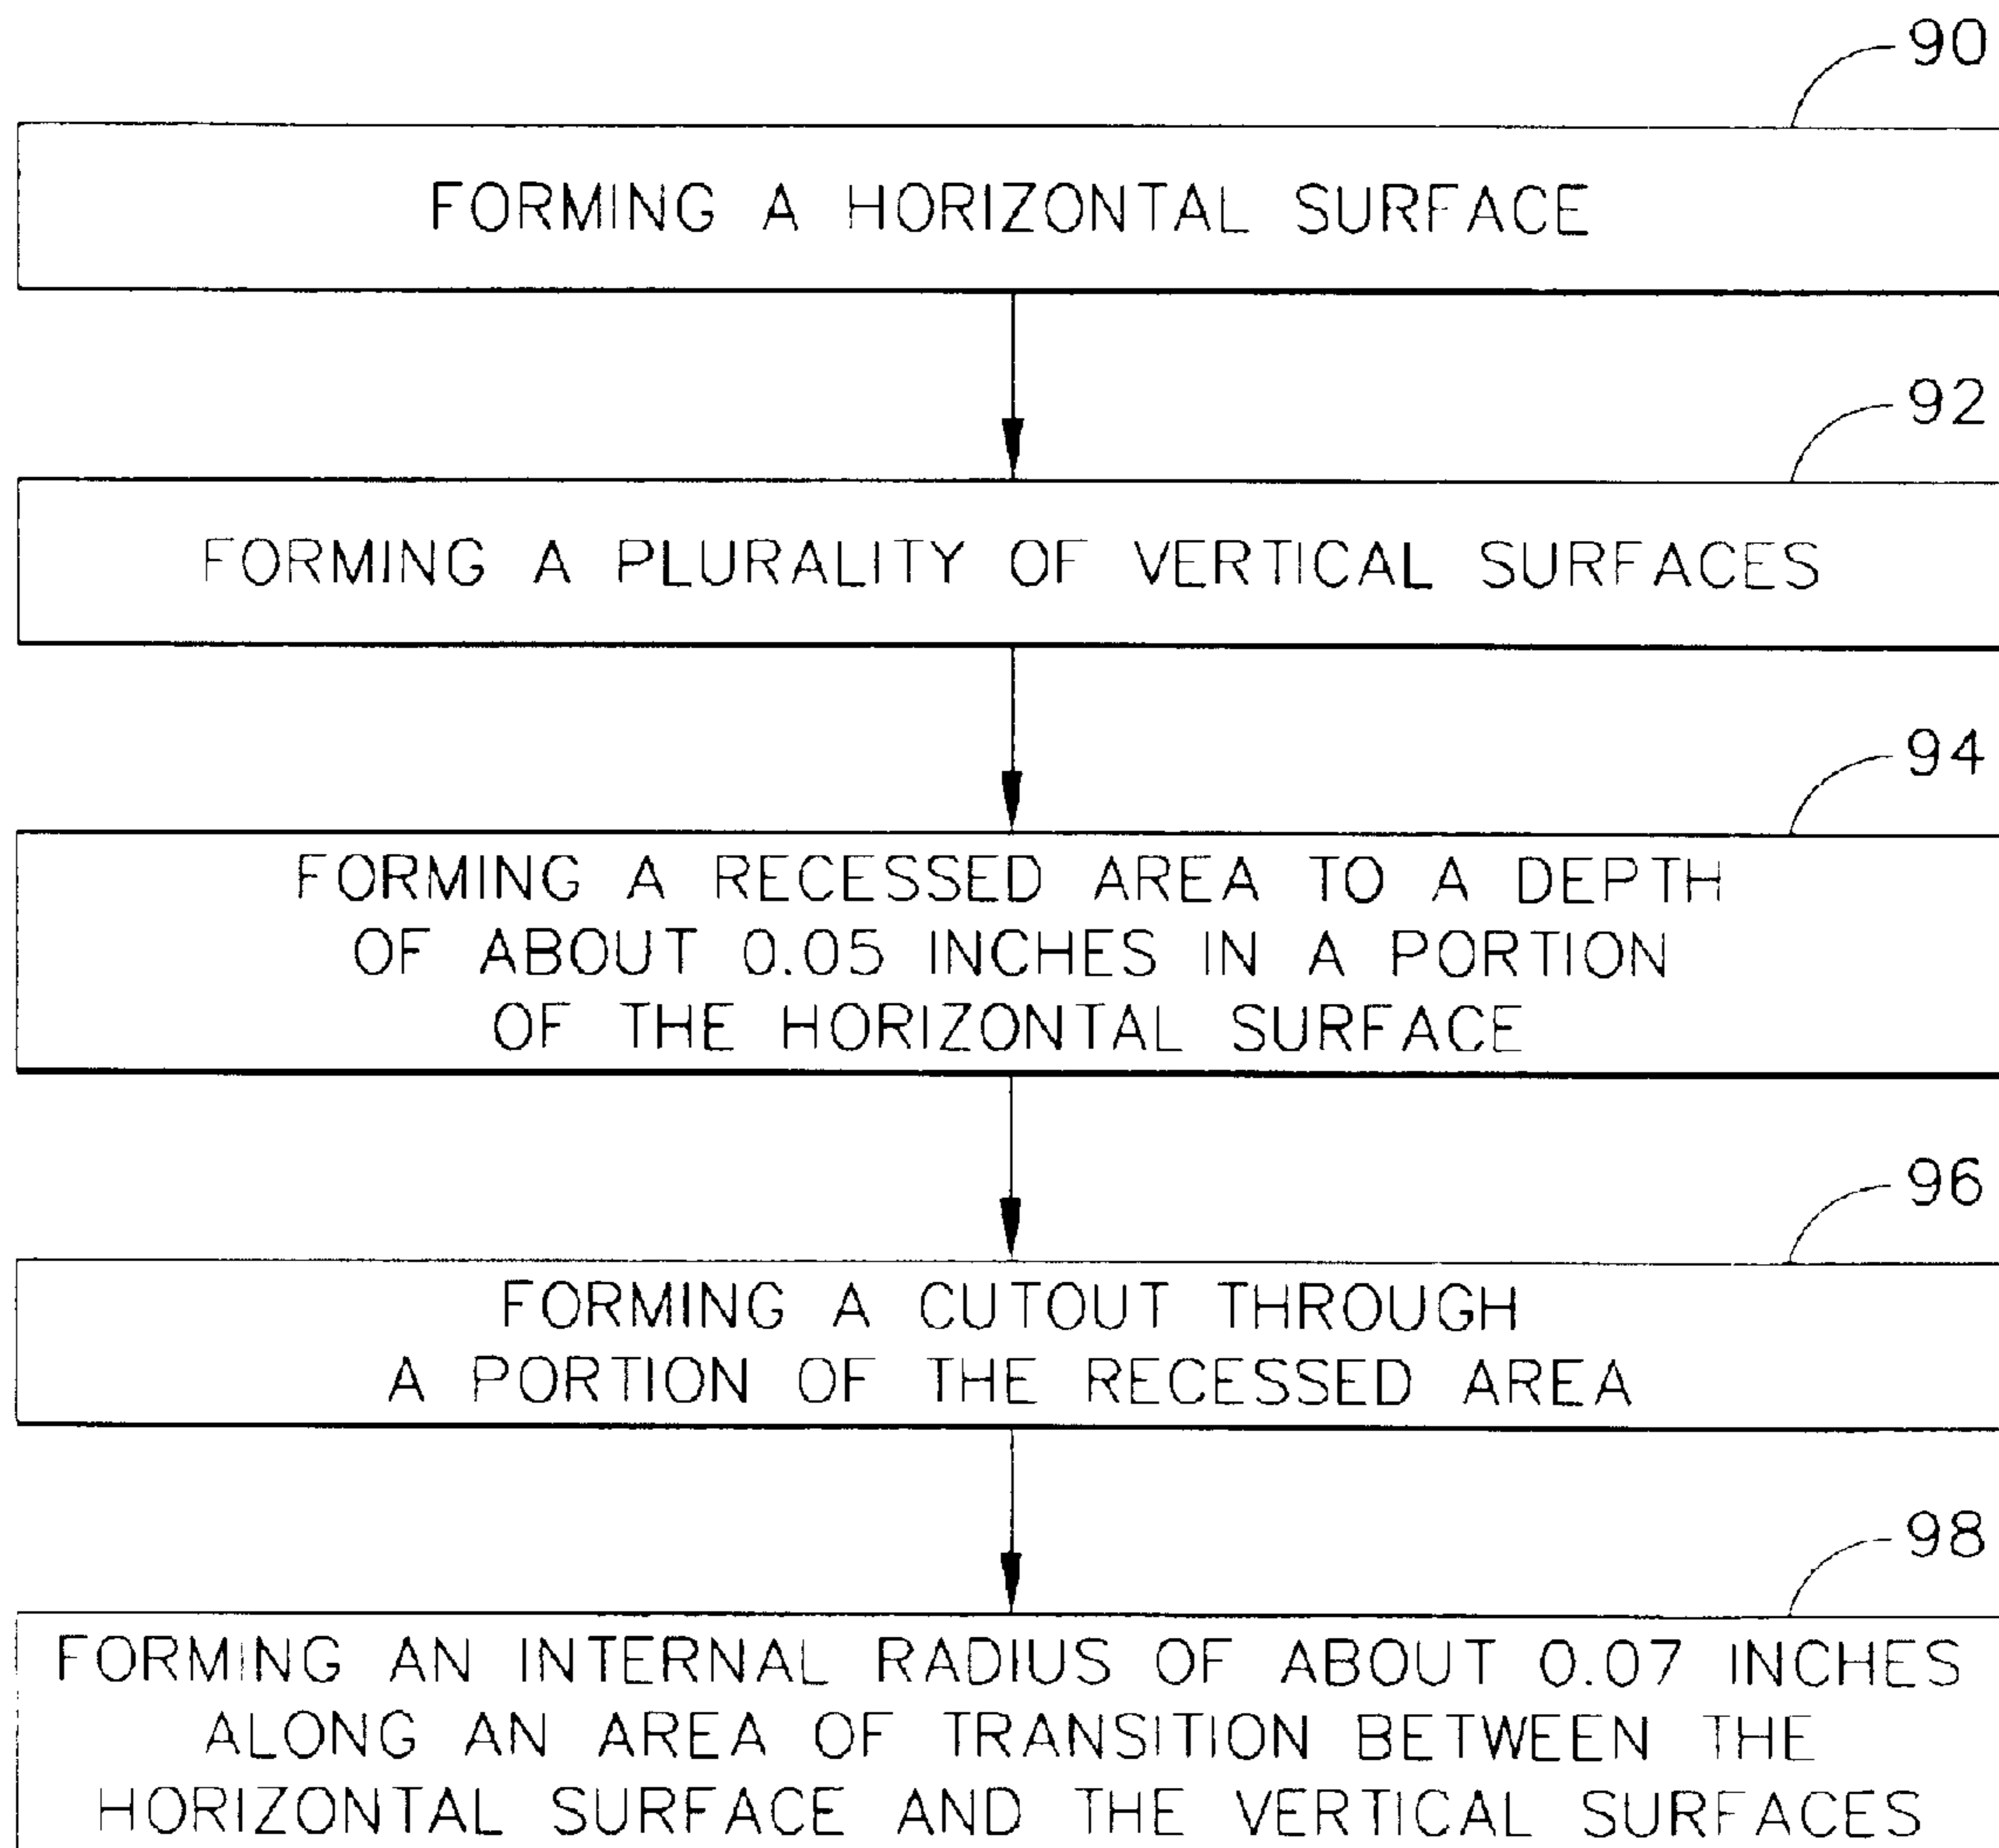 90
FORMING A HORIZONTAL SURFACE
92
FORMING A PLURALITY OF VERTICAL SURFACES
94
FORMING A RECESSED AREA TO A DEPTH
OF ABOUT 0.05 INCHES IN A PORTION
OF THE HORIZONTAL SURFACE
96
FORMING A CUTOUT THROUGH
A PORTION OF THE RECESSED AREA
98
FORMING AN INTERNAL RADIUS OF ABOUT 0.07 INCHES
ALONG AN AREA OF TRANSITION BETWEEN THE
HORIZONTAL SURFACE AND THE VERTICAL SURFACES